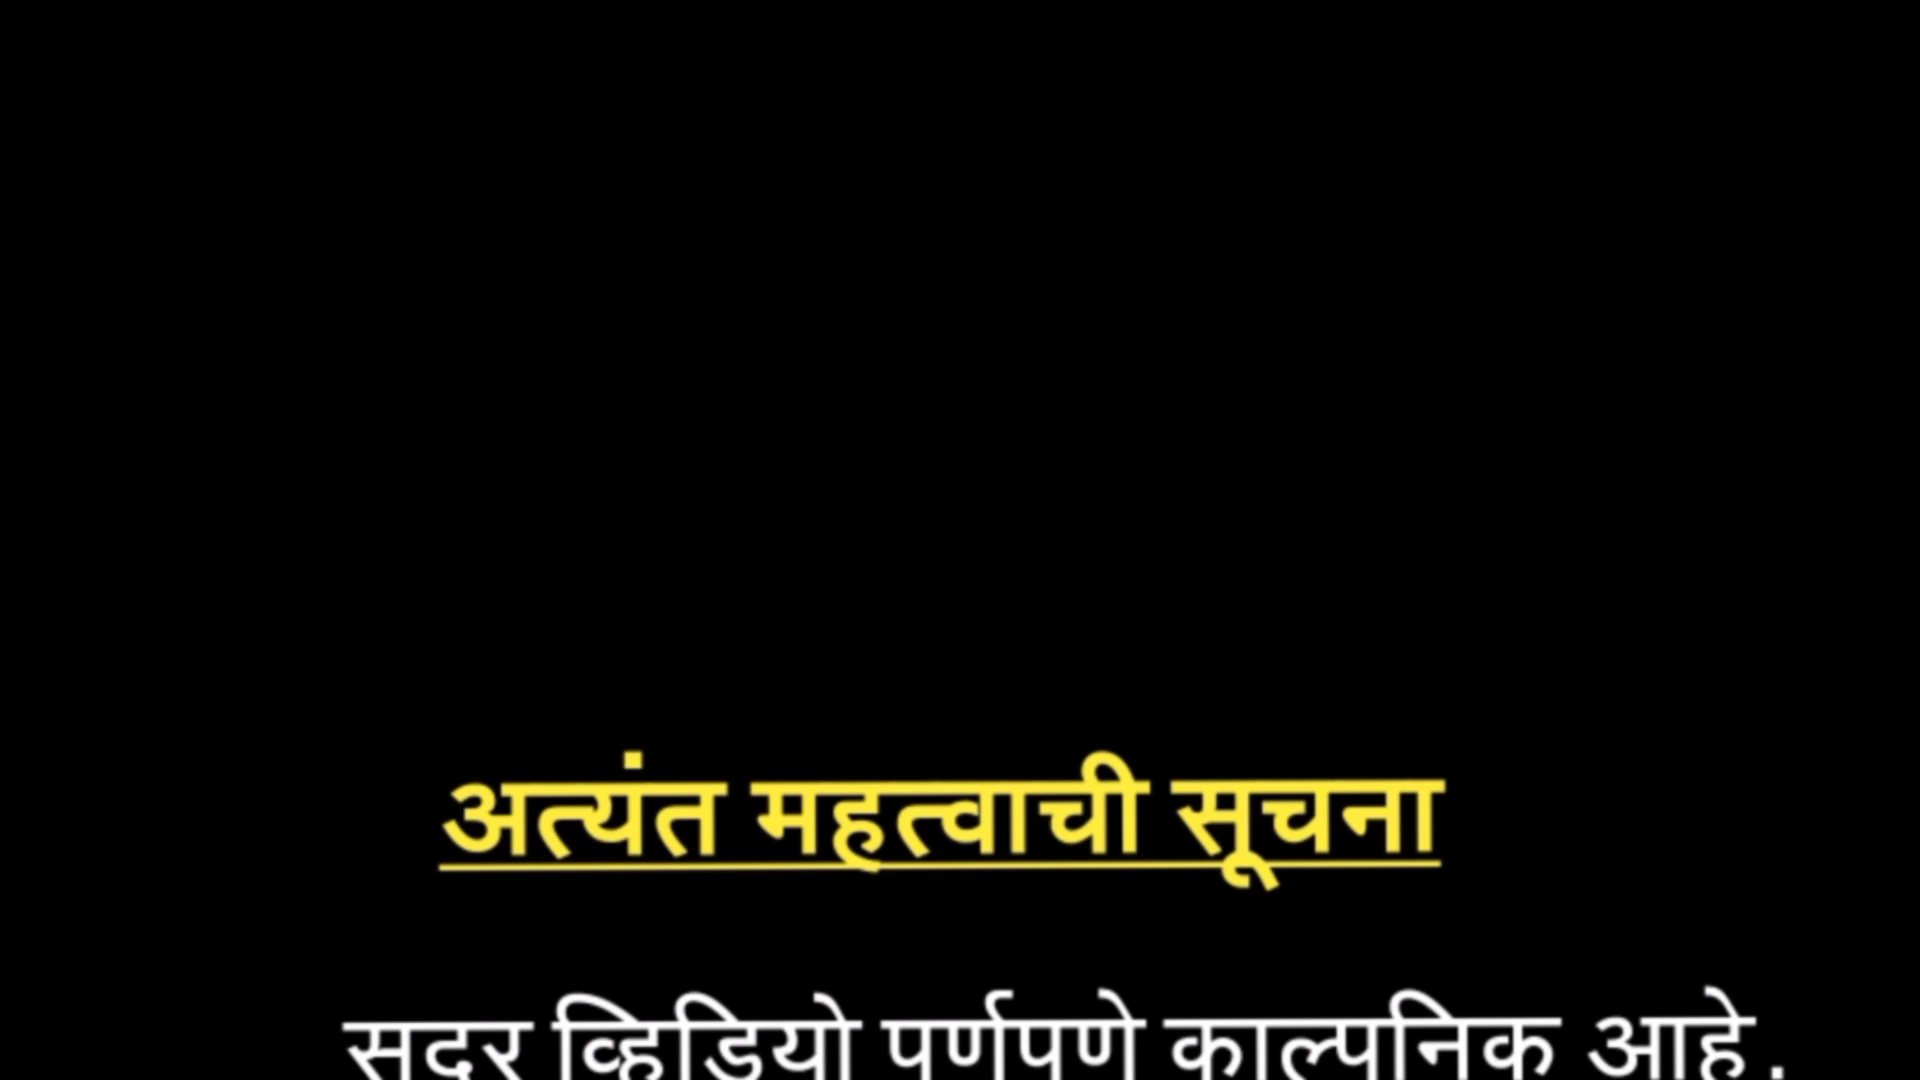 अत्यंत महत्वाची सूचना
सदर व्हिडियो पूर्णपणे काल्पनिक आहे.